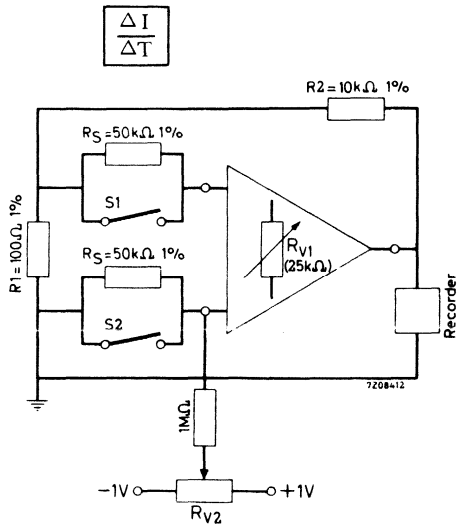 ΔI
ΔT
R2=10kΩ 1%
RS=50kΩ 1%
S1
R1=100Ω 1%
RS=50kΩ 1%
RV1
(25kΩ)
S2
Recorder
7Z08412
1MΩ
-1V
+1V
RV2